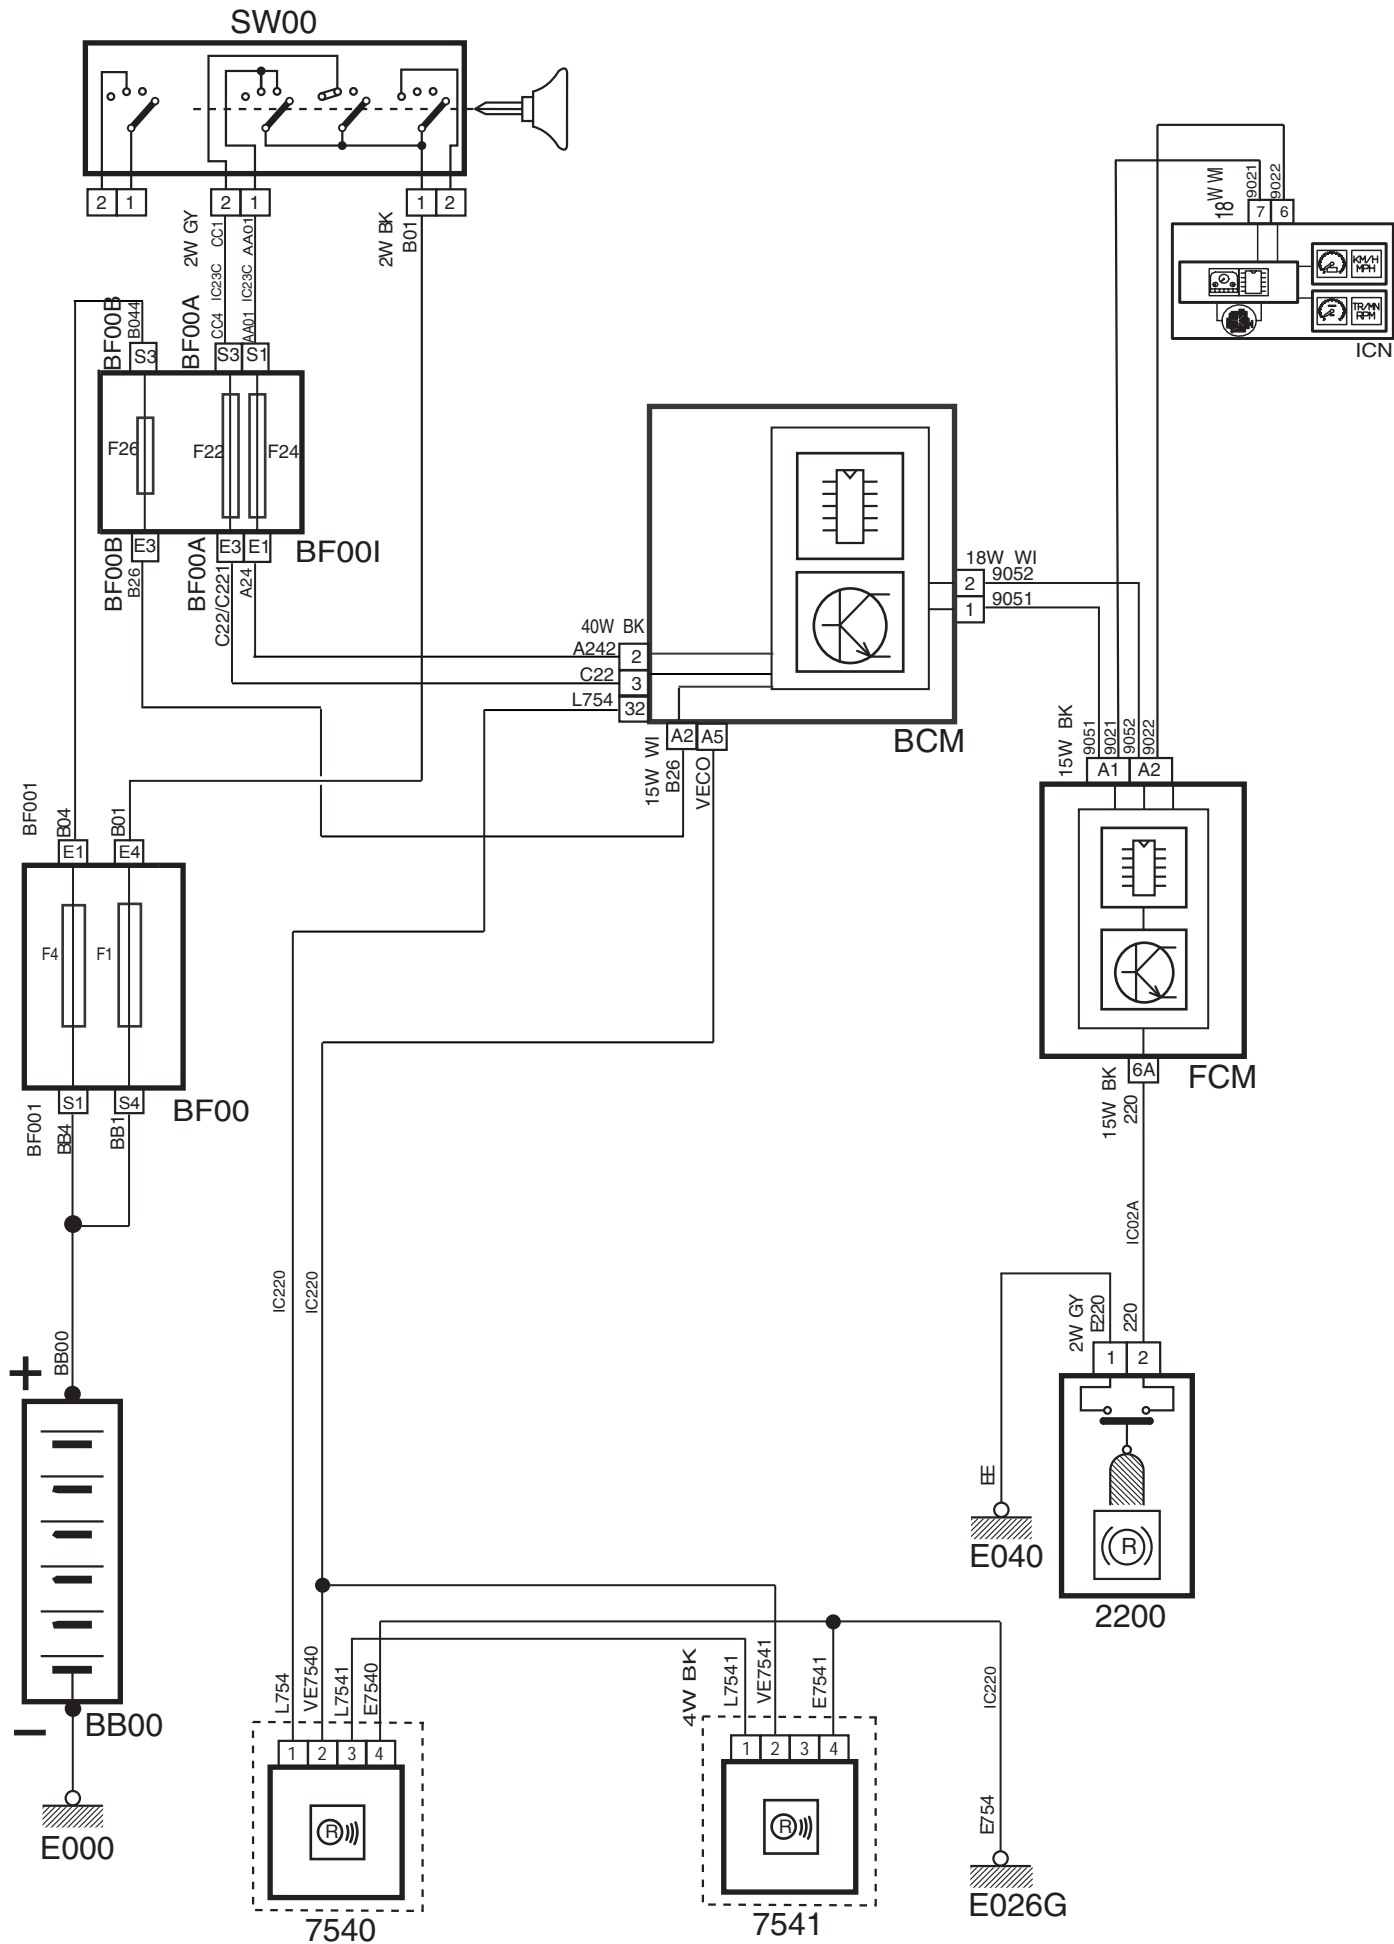 SW00
2 1
2 1
1 2
2W GY
CC1
AA01
2W BK
B01
IC23C
IC23C
BF00B
B044
BF00A
CC4
AA01
S3
S3 S1
F26
F22
F24
E3
E3 E1
BF00I
BF00B
B26
BF00A
C22/C221
A24
18W WI
9021
9022
7 6
KM/H
MPH
TR/MN
RPM
ICN
18W WI
2 9052
1 9051
40W BK
A242 2
C22 3
L754 32
A2 A5
BCM
15W WI
B26
VECO
15W BK
9051
9021
9052
9022
A1 A2
6A
FCM
15W BK
220
IC02A
BF001
B04
B01
E1 E4
F4
F1
S1 S4
BF00
BF001
BB4
BB1
IC220
IC220
BB00
+
−
BB00
E000
2W GY
E220
220
1 2
R
2200
EE
E040
L754
VE7540
L7541
E7540
1 2 3 4
R
7540
4W BK
L7541
VE7541
E7541
1 2 3 4
R
7541
IC220
E754
E026G